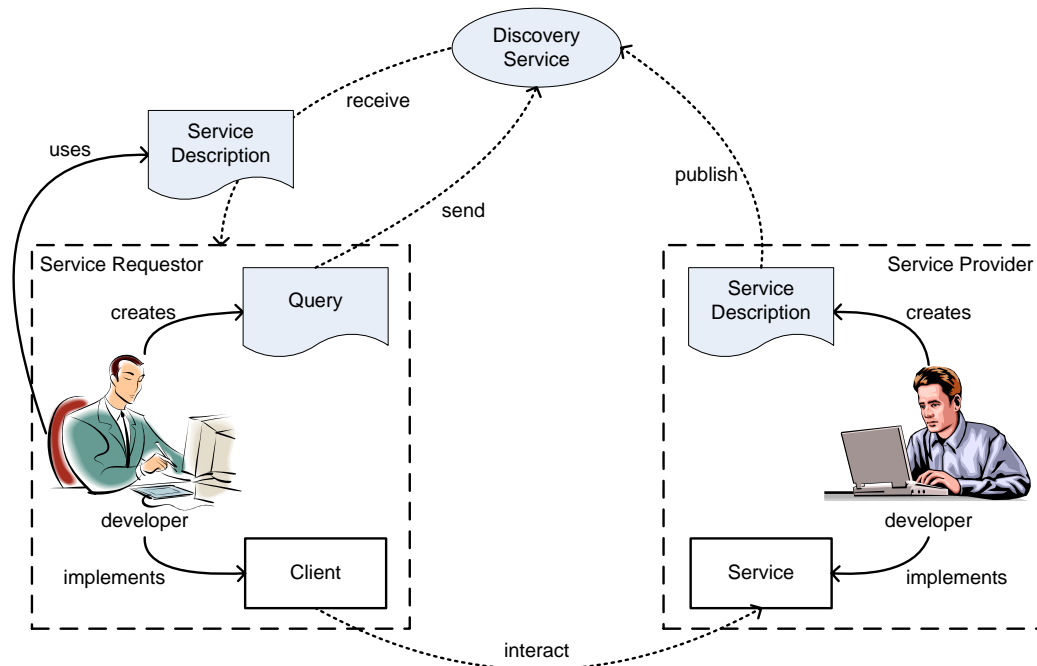 Discovery
Service
receive
Service
Description
uses
publish
send
Service Requestor
Service Provider
creates
Query
Service
Description
creates
developer
developer
implements
Client
Service
implements
interact